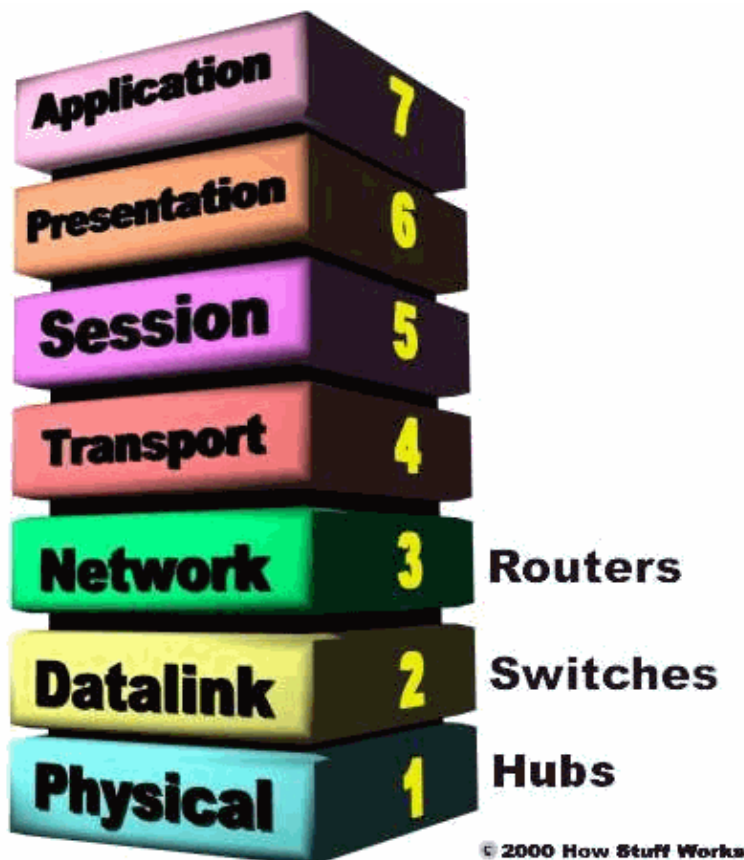 Application 7
Presentation 6
Session 5
Transport 4
Network 3 Routers
Datalink 2 Switches
Physical 1 Hubs
© 2000 How Stuff Works